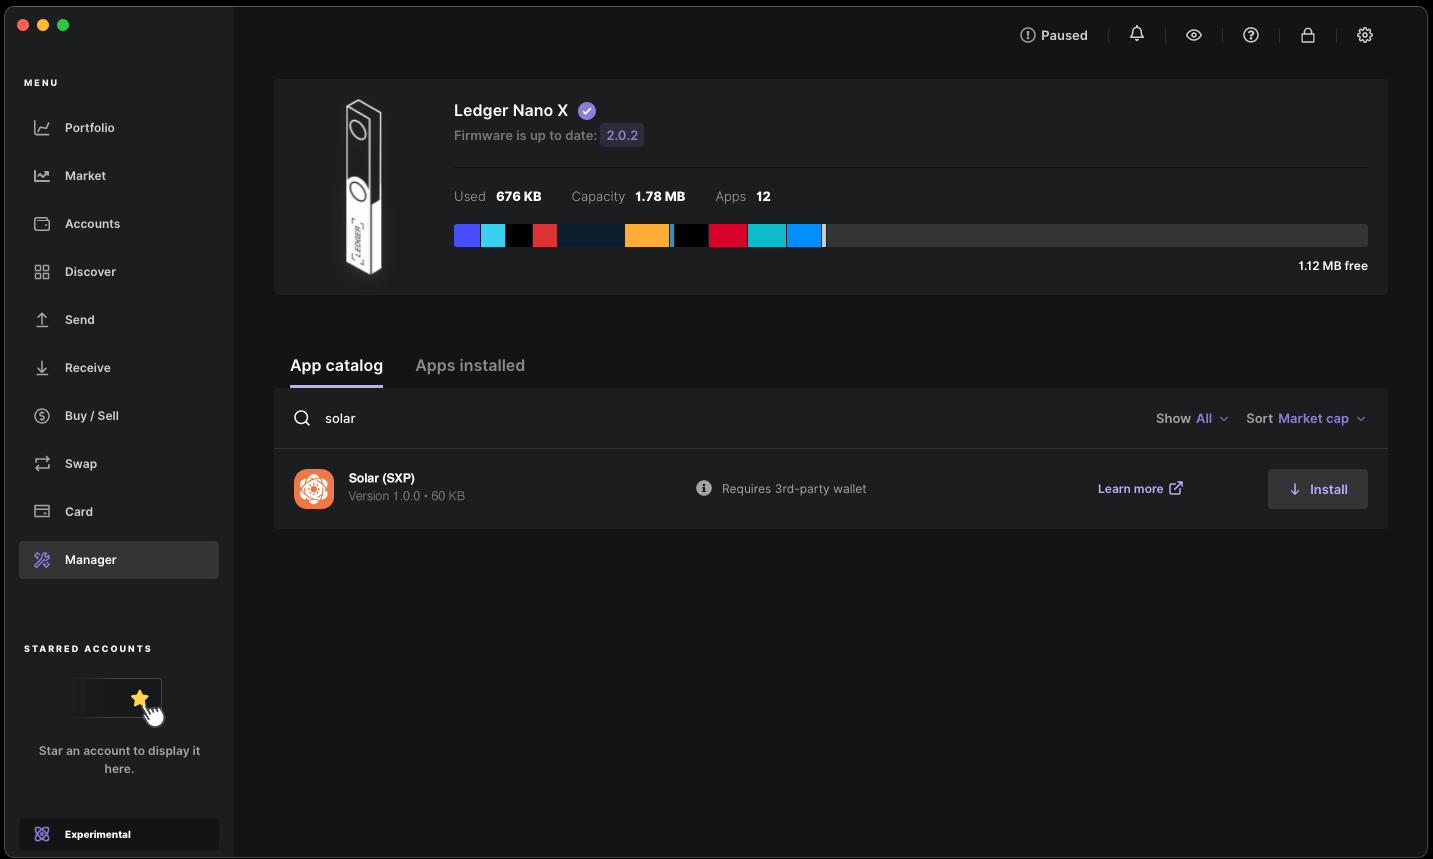 Paused
MENU
Portfolio
Market
Accounts
Discover
Send
Receive
Buy / Sell
Swap
Card
Manager
STARRED ACCOUNTS
Star an account to display it
here.
Experimental
LEDGER
Ledger Nano X
Firmware is up to date: 2.0.2
Used 676 KB Capacity 1.78 MB Apps 12
1.12 MB free
App catalog Apps installed
solar Show All Sort Market cap
Solar (SXP)
Version 1.0.0 • 60 KB
Requires 3rd-party wallet
Learn more
Install